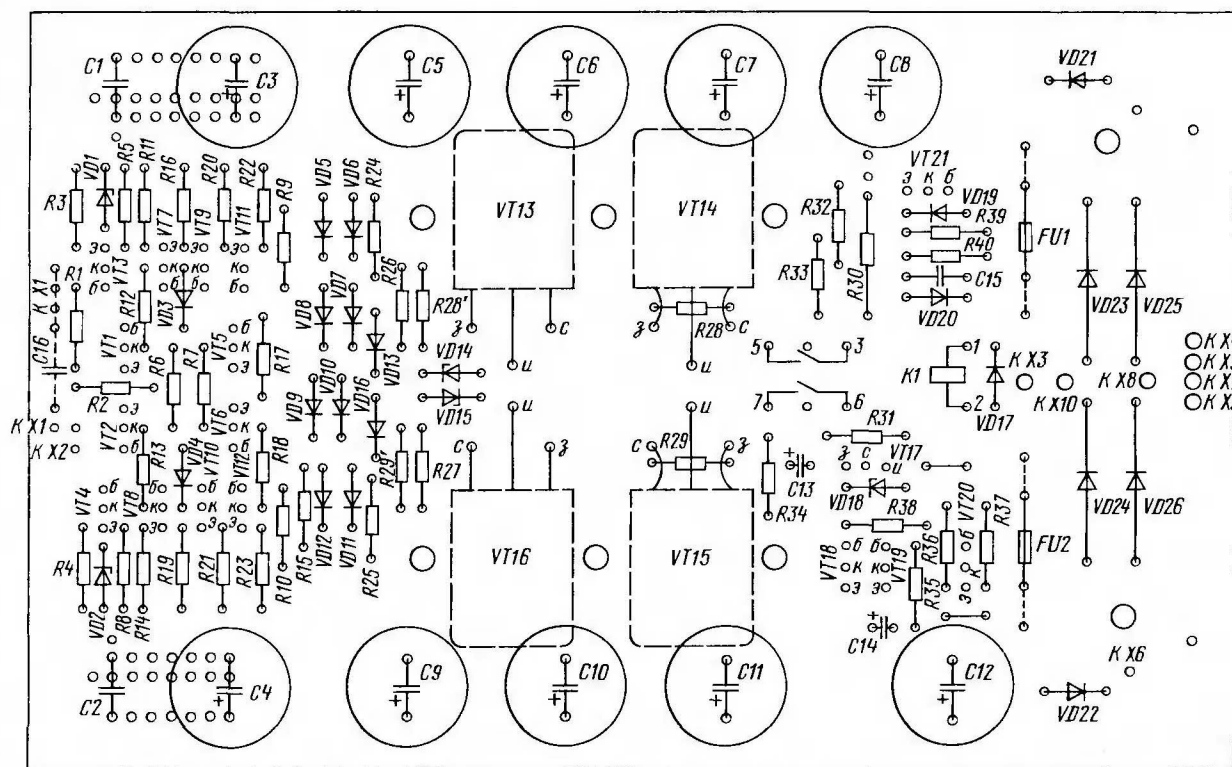 C1
C3
C5
C6
C7
C8
VD21
VD1
R5
R11
R16
R20
R22
R9
VD5
VD6
R24
VT21
э к б
VD19
R39
R3
VT7
VT9
VT11
VT13
VT14
R32
R40
FU1
VT3
э
э
э
э
к
к
к
к
б
б
б
б
R33
R30
C15
VD20
VD23
VD25
К X1
R1
R12
VD3
VD8
VD7
R26
R28'
з
с
з
R28
с
C16
VT1
б
к
э
VT5
б
к
э
R17
VD13
VD14
и
и
5
3
К1
1
R6
R7
VD9
VD10
VD16
VD15
К X3
К X8
R2
и
и
7
6
2
VD17
К X10
К X1
К X2
VT2
э
к
б
VT6
э
к
б
R31
R13
VD4
VT10
VT12
R18
R29'
R27
с
з
с
R29
з
з с и
VT17
VT4
VT8
б
к
э
б
к
э
б
к
э
C13
VD18
VD24
VD26
R34
R38
VT20
R37
R4
VD2
R8
R14
R19
R21
R23
R10
R15
VD12
VD11
R25
VT16
VT15
VT18
б
к
э
б
к
э
VT19
R35
R36
б
к
э
FU2
C14
К X6
C2
C4
C9
C10
C11
C12
VD22